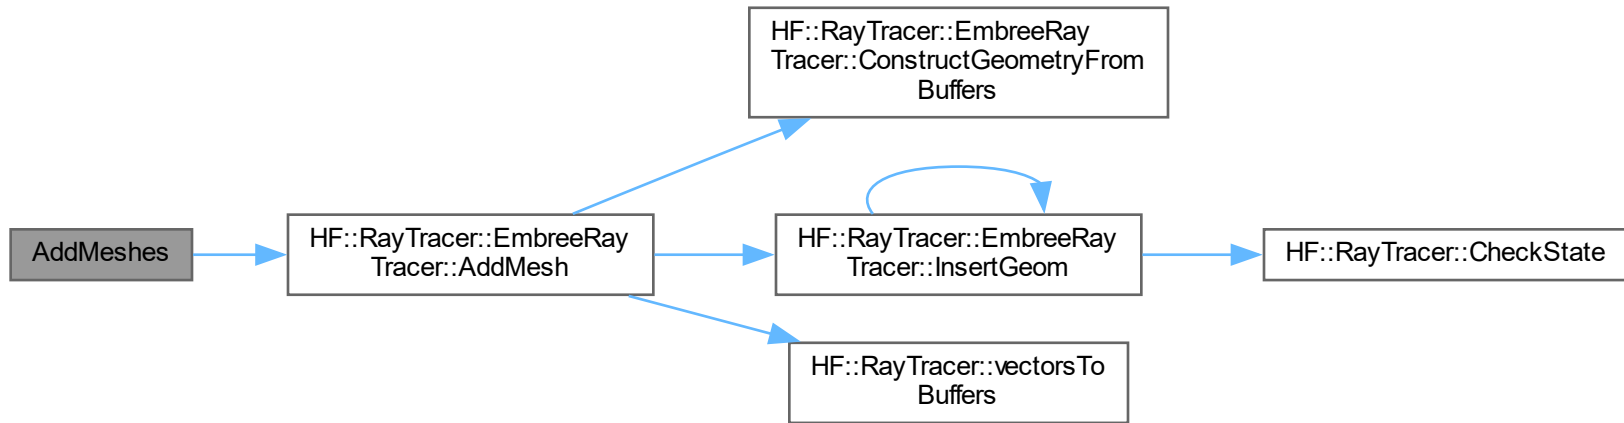 AddMeshes
HF::RayTracer::EmbreeRay
Tracer::AddMesh
HF::RayTracer::EmbreeRay
Tracer::ConstructGeometryFrom
Buffers
HF::RayTracer::EmbreeRay
Tracer::InsertGeom
HF::RayTracer::CheckState
HF::RayTracer::vectorsTo
Buffers